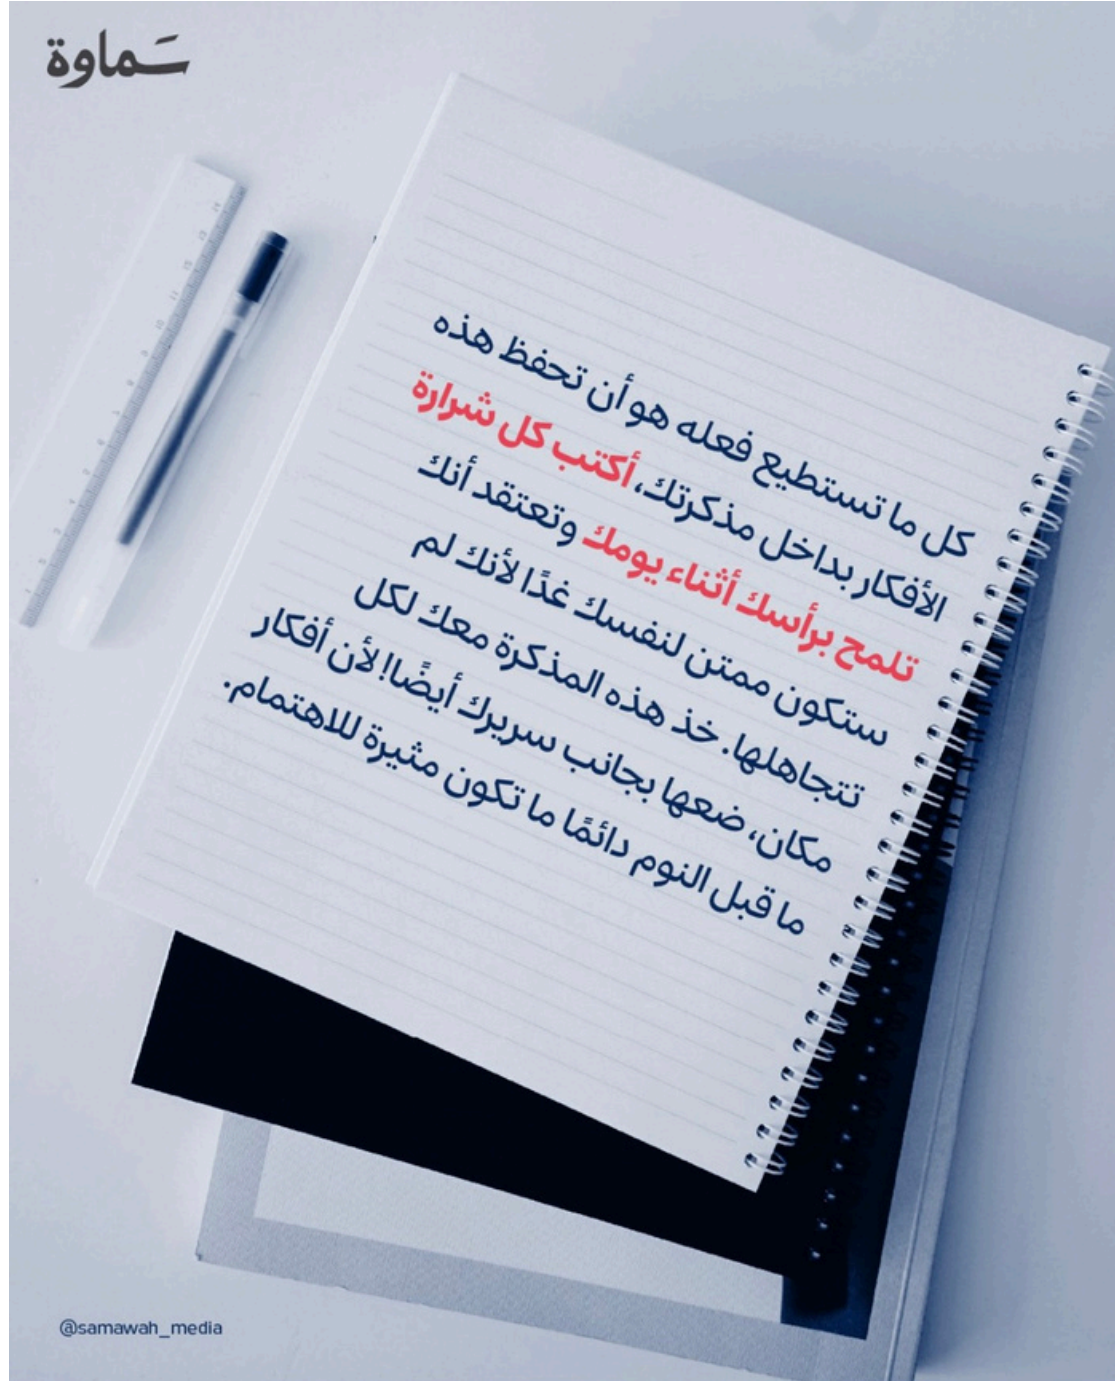 سَماوة
كل ما تستطيع فعله هو أن تحفظ هذه
الأفكار بداخل مذكرتك، أكتب كل شرارة
تلمح برأسك أثناء يومك وتعتقد أنك
ستكون ممتن لنفسك غدًا لأنك لم
تتجاهلها. خذ هذه المذكرة معك لكل
مكان، ضعها بجانب سريرك أيضًا! لأن أفكار
ما قبل النوم دائمًا ما تكون مثيرة للاهتمام.
@samawah_media